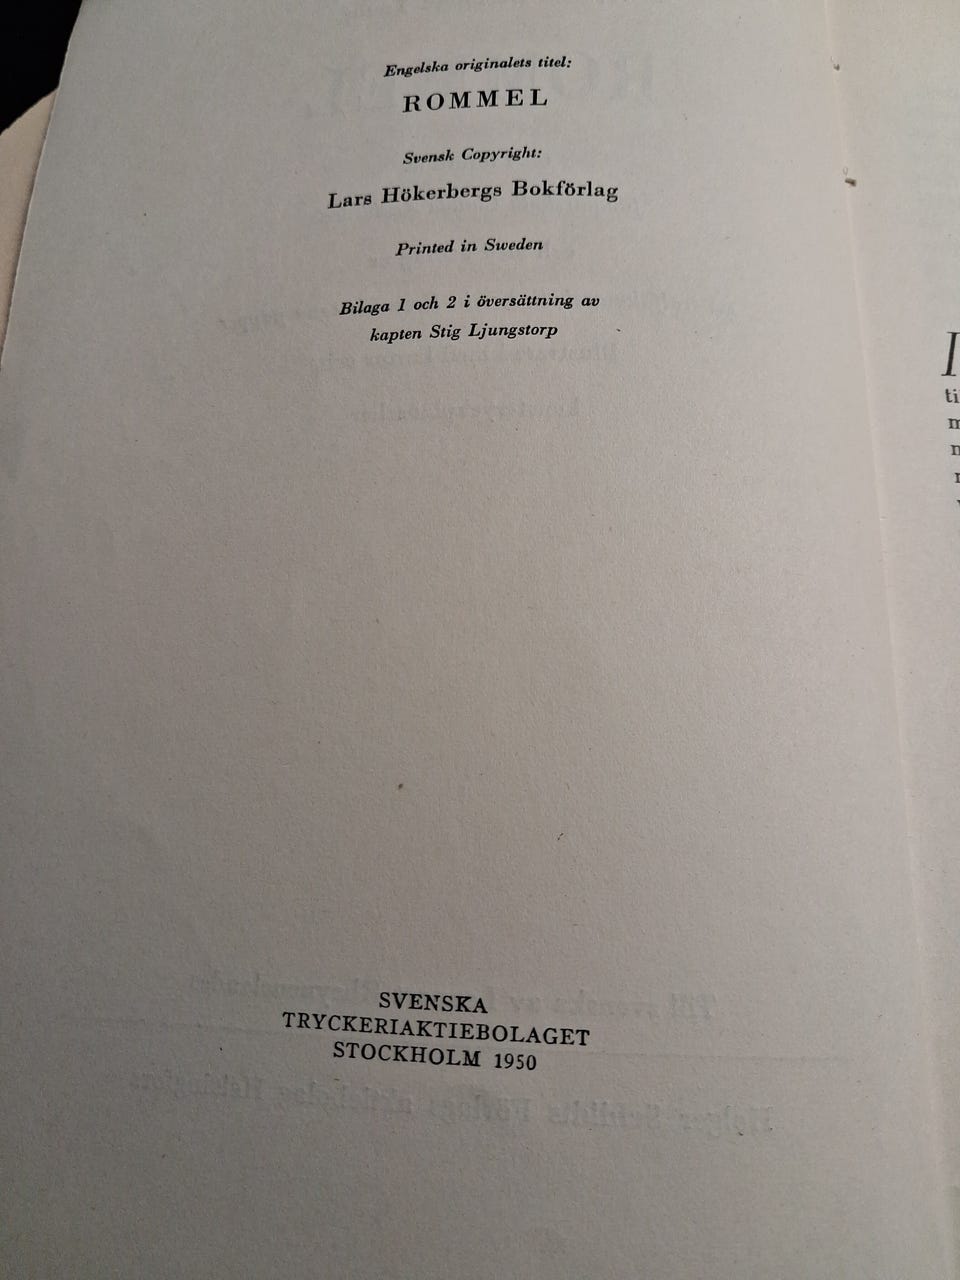 Engelska originalets titel:
ROMMEL
Svensk Copyright:
Lars Hökerbergs Bokförlag
Printed in Sweden
Bilaga 1 och 2 i översättning av
kapten Stig Ljungstorp
SVENSKA
TRYCKERIAKTIEBOLAGET
STOCKHOLM 1950